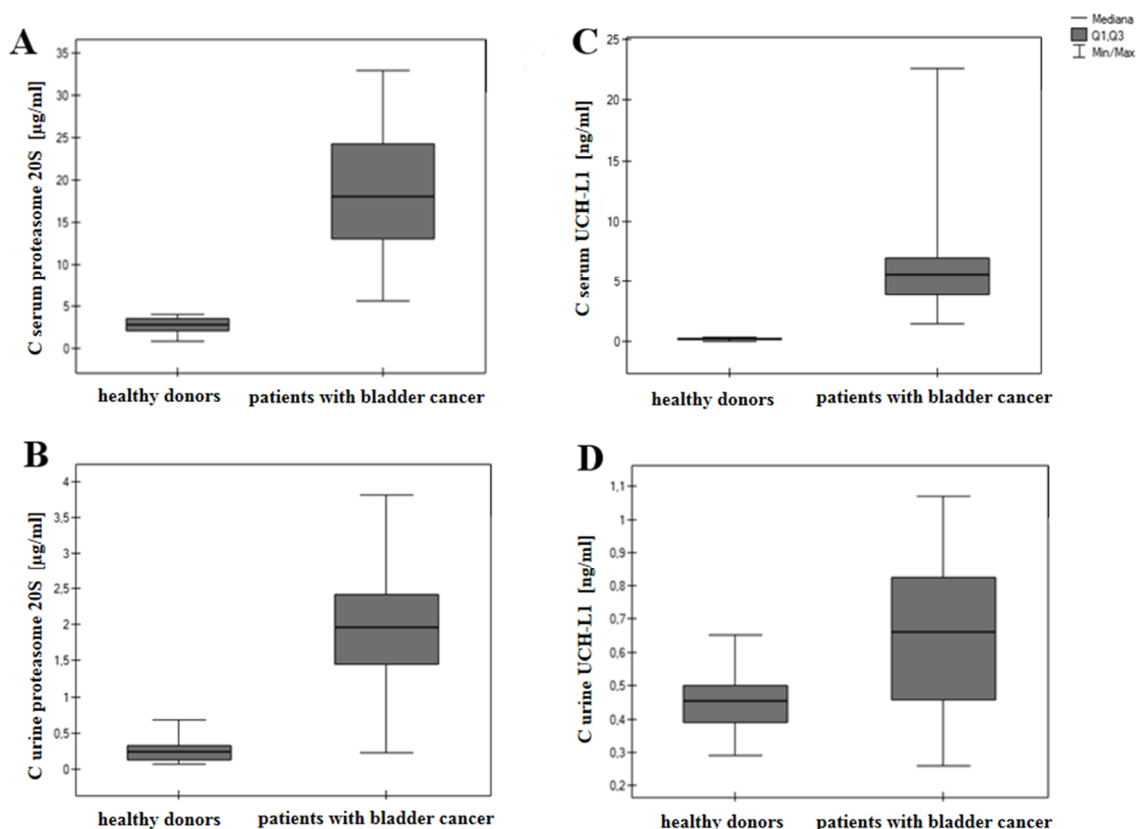 A
C serum proteasome 20S [µg/ml]
35
30
25
20
15
10
5
0
healthy donors
patients with bladder cancer
C
C serum UCH-L1 [ng/ml]
25
20
15
10
5
0
healthy donors
patients with bladder cancer
Mediana
Q1,Q3
Min/Max
B
C urine proteasome 20S [µg/ml]
4
3,5
3
2,5
2
1,5
1
0,5
0
healthy donors
patients with bladder cancer
D
C urine UCH-L1 [ng/ml]
1,1
1
0,9
0,8
0,7
0,6
0,5
0,4
0,3
0,2
healthy donors
patients with bladder cancer